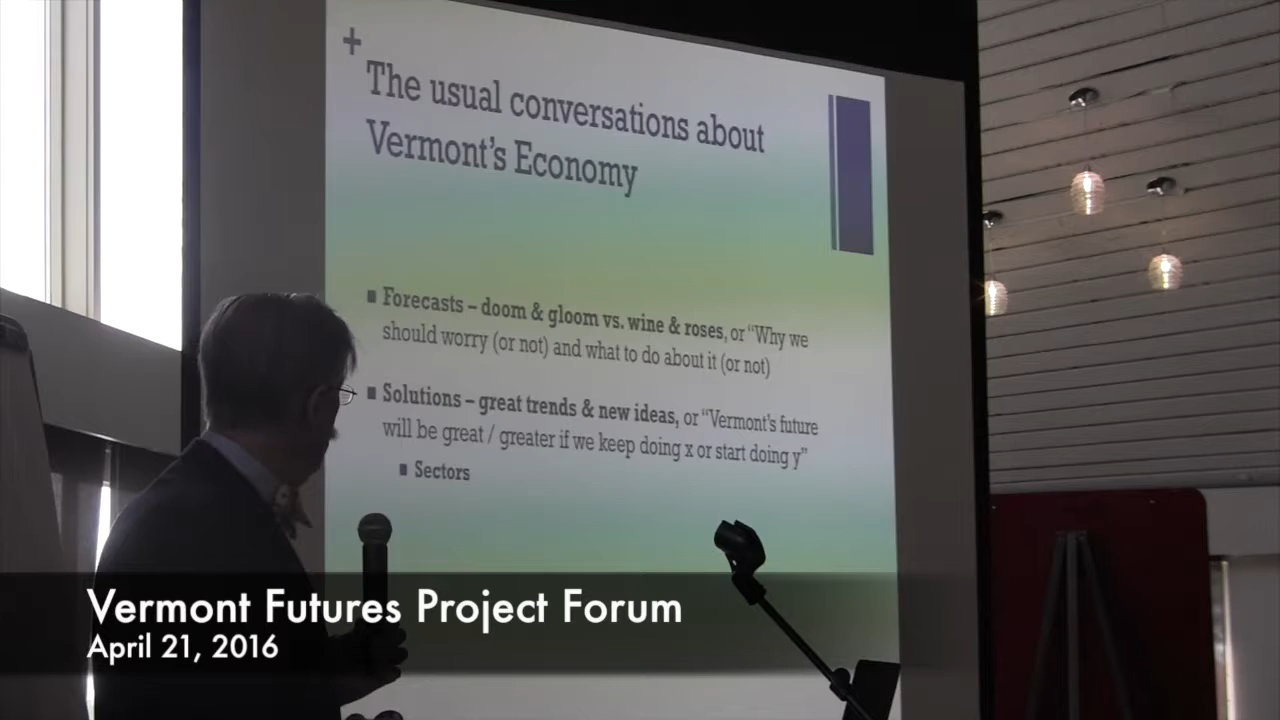 +
The usual conversations about
Vermont's Economy
▪ Forecasts – doom & gloom vs. wine & roses, or “Why we
should worry (or not) and what to do about it (or not)
▪ Solutions – great trends & new ideas, or “Vermont's future
will be great / greater if we keep doing x or start doing y”
▪ Sectors
Vermont Futures Project Forum
April 21, 2016